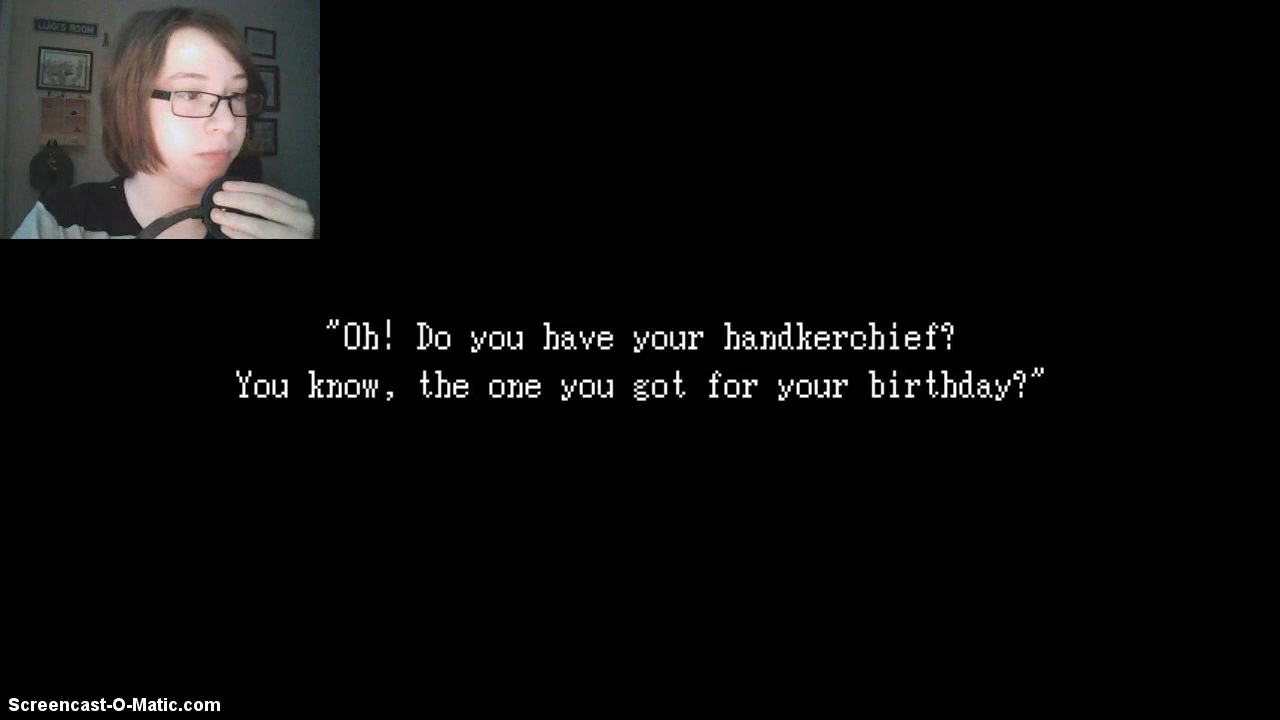 LUIGI'S ROOM
"Oh! Do you have your handkerchief?
You know, the one you got for your birthday?"
Screencast-O-Matic.com